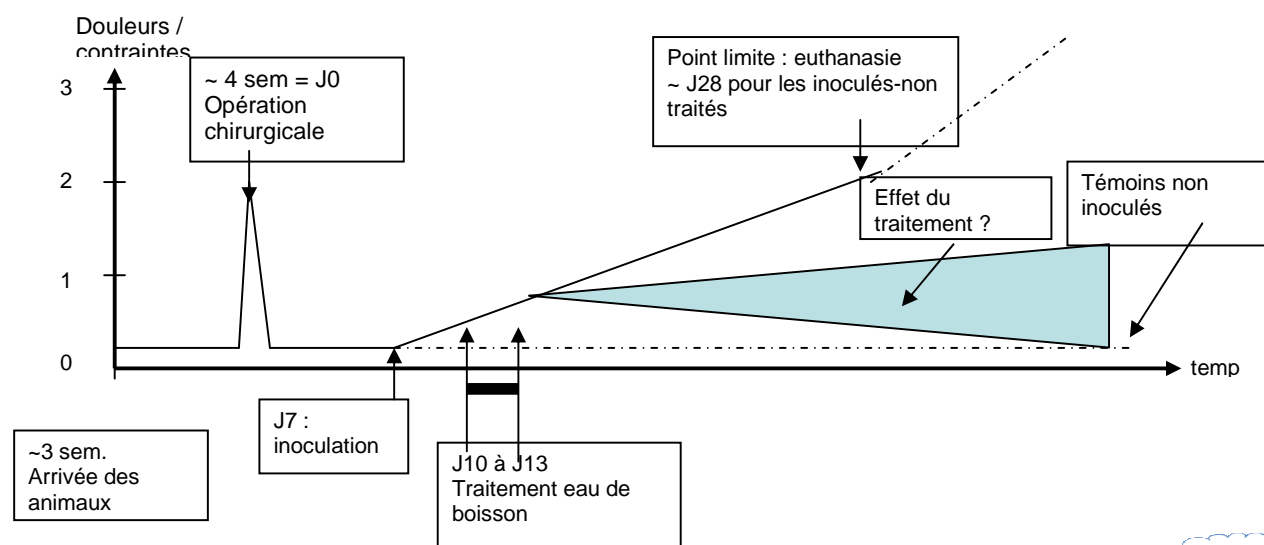 Douleurs /
contraintes
3
2
1
0
~ 4 sem = J0
Opération
chirurgicale
Point limite : euthanasie
~ J28 pour les inoculés-non
traités
Effet du
traitement ?
Témoins non
inoculés
temp
~3 sem.
Arrivée des
animaux
J7 :
inoculation
J10 à J13
Traitement eau de
boisson